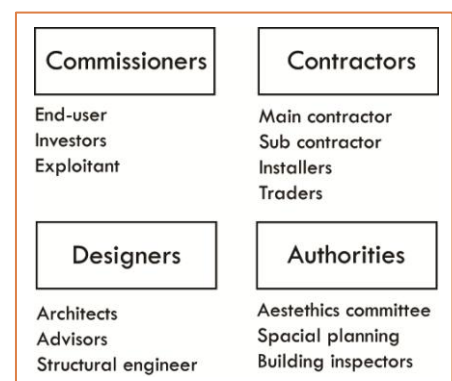 Commissioners
End-user
Investors
Exploitant
Contractors
Main contractor
Sub contractor
Installers
Traders
Designers
Architects
Advisors
Structural engineer
Authorities
Aestethics committee
Spacial planning
Building inspectors